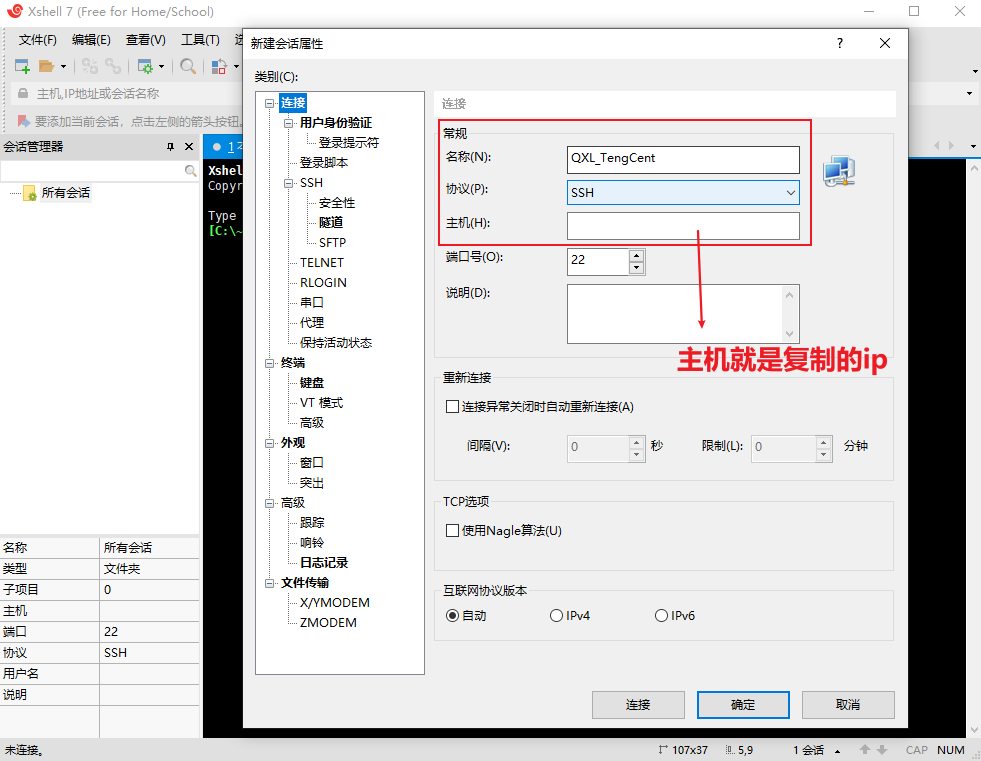 Xshell 7 (Free for Home/School)
文件(F) 编辑(E) 查看(V) 工具(T)
主机,IP地址或会话名称
要添加当前会话，点击左侧的箭头按钮。
会话管理器
所有会话
名称 所有会话
类型 文件夹
子项目 0
主机
端口 22
协议 SSH
用户名
说明
1
Xshel
Copyr
Type
[C:\~
新建会话属性 ?
类别(C):
连接
用户身份验证
登录提示符
登录脚本
SSH
安全性
隧道
SFTP
TELNET
RLOGIN
串口
代理
保持活动状态
终端
键盘
VT 模式
高级
外观
窗口
突出
高级
跟踪
响铃
日志记录
文件传输
X/YMODEM
ZMODEM
连接
常规
名称(N): QXL_TengCent
协议(P): SSH
主机(H):
端口号(O): 22
说明(D):
主机就是复制的ip
重新连接
连接异常关闭时自动重新连接(A)
间隔(V): 0 秒 限制(L): 0 分钟
TCP选项
使用Nagle算法(U)
互联网协议版本
自动 IPv4 IPv6
连接 确定 取消
未连接。 107x37 5,9 1 会话 CAP NUM